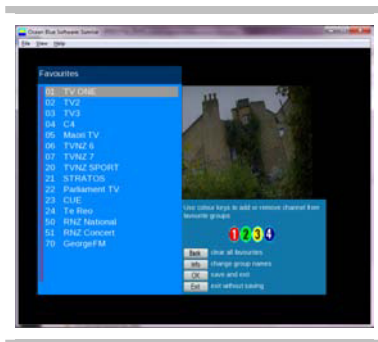 Ocean Blue Software Sunrise
File View Help
Favourites
01 TV ONE
02 TV2
03 TV3
04 C4
05 Maori TV
06 TVNZ 6
07 TVNZ 7
20 TVNZ SPORT
21 STRATOS
22 Parliament TV
23 CUE
24 Te Reo
50 RNZ National
51 RNZ Concert
70 GeorgeFM
Use colour keys to add or remove channel from
favourite groups
1 2 3 4
Back clear all favourites
Info change group names
OK save and exit
Exit exit without saving